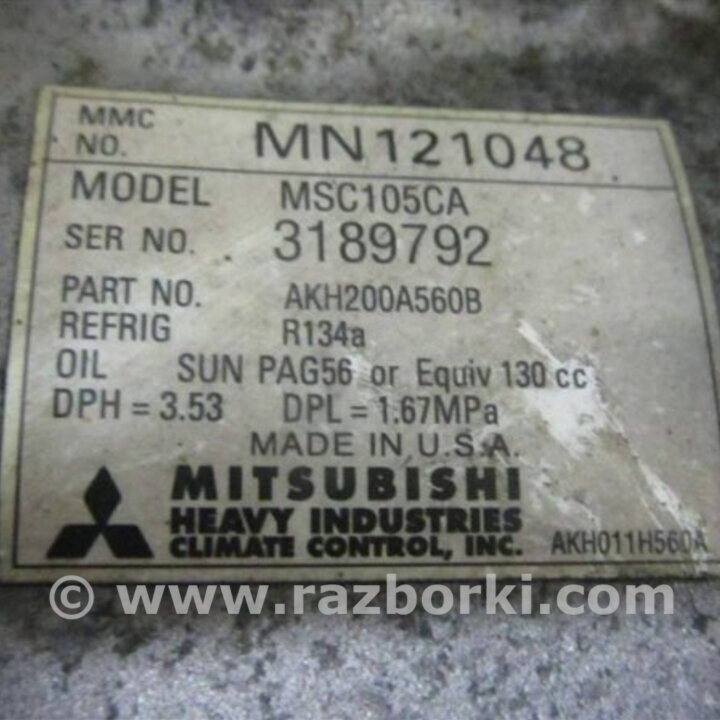 MMC
NO. MN121048
MODEL MSC105CA
SER NO. 3189792
PART NO. AKH200A560B
REFRIG R134a
OIL SUN PAG56 or Equiv 130 cc
DPH = 3.53 DPL = 1.67MPa
MADE IN U.S.A.
MITSUBISHI
HEAVY INDUSTRIES
CLIMATE CONTROL, INC. AKH011H560A
© www.razborki.com